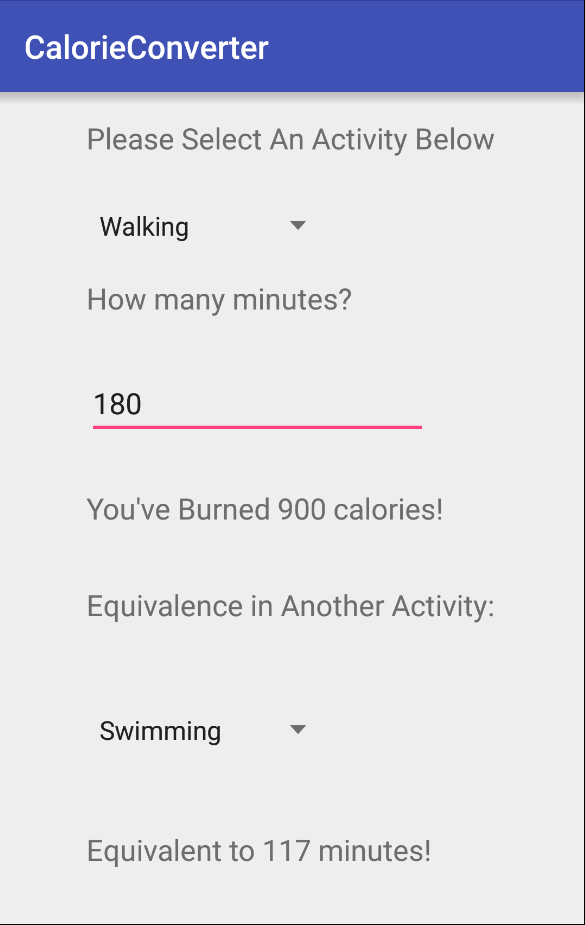 CalorieConverter
Please Select An Activity Below
Walking
How many minutes?
180
You've Burned 900 calories!
Equivalence in Another Activity:
Swimming
Equivalent to 117 minutes!